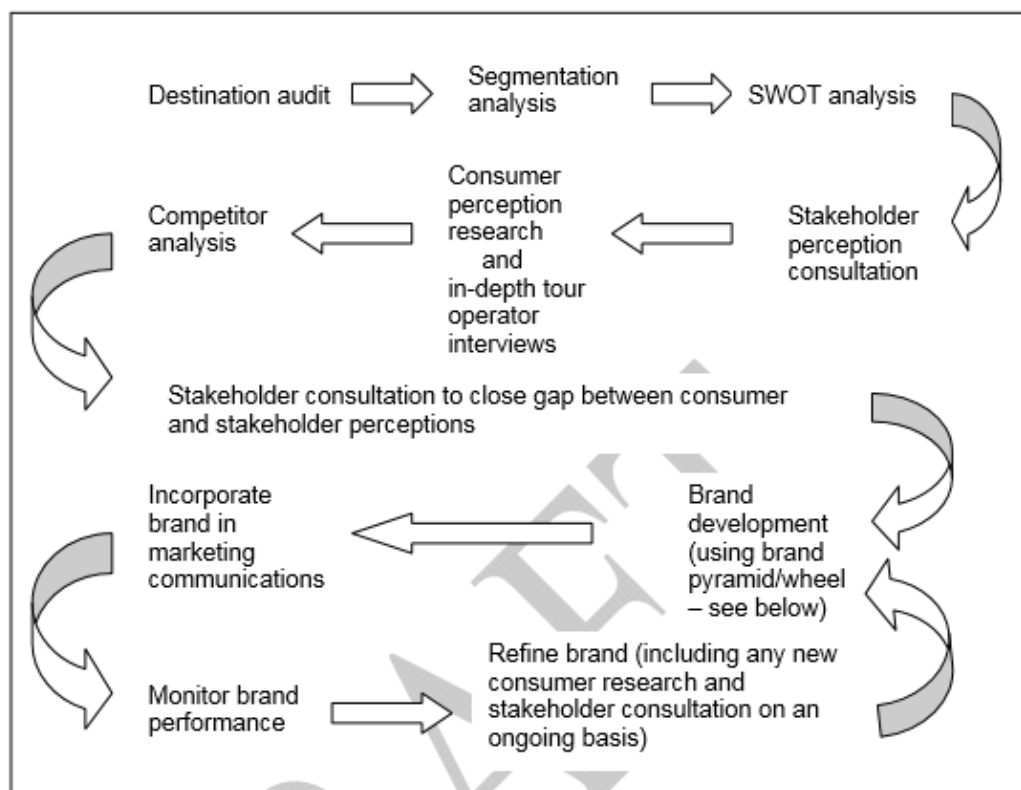 Destination audit
Segmentation
analysis
SWOT analysis
Stakeholder
perception
consultation
Consumer
perception
research
and
in-depth tour
operator
interviews
Competitor
analysis
Stakeholder consultation to close gap between consumer
and stakeholder perceptions
Brand
development
(using brand
pyramid/wheel
– see below)
Incorporate
brand in
marketing
communications
Monitor brand
performance
Refine brand (including any new
consumer research and
stakeholder consultation on an
ongoing basis)